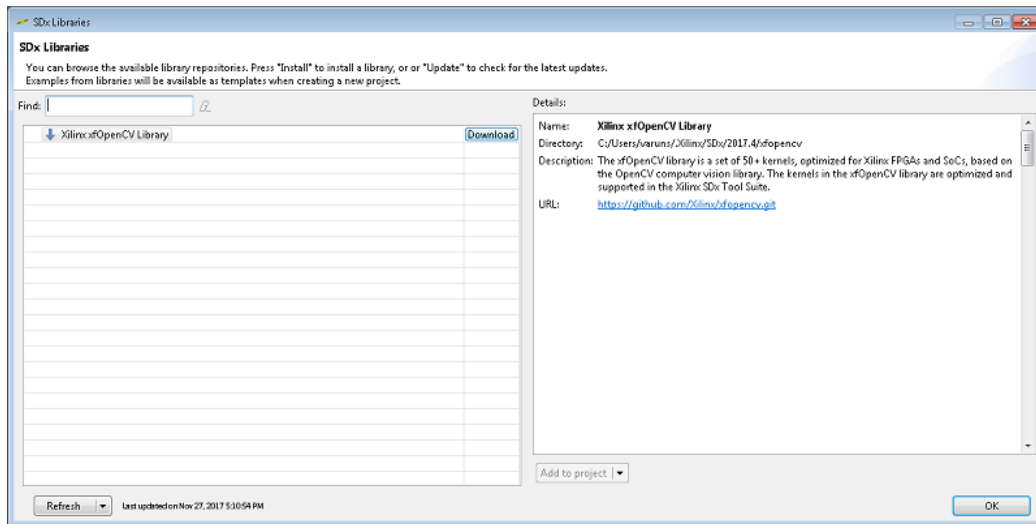 SDx Libraries
SDx Libraries
You can browse the available library repositories. Press "Install" to install a library, or or "Update" to check for the latest updates.
Examples from libraries will be available as templates when creating a new project.
Find:
Xilinx xfOpenCV Library
Download
Refresh
Last updated on Nov 27, 2017 5:10:54 PM
Details:
Name: Xilinx xfOpenCV Library
Directory: C:/Users/varuns/.Xilinx/SDx/2017.4/xfopencv
Description: The xfOpenCV library is a set of 50+ kernels, optimized for Xilinx FPGAs and SoCs, based on
the OpenCV computer vision library. The kernels in the xfOpenCV library are optimized and
supported in the Xilinx SDx Tool Suite.
URL: https://github.com/Xilinx/xfopencv.git
Add to project
OK